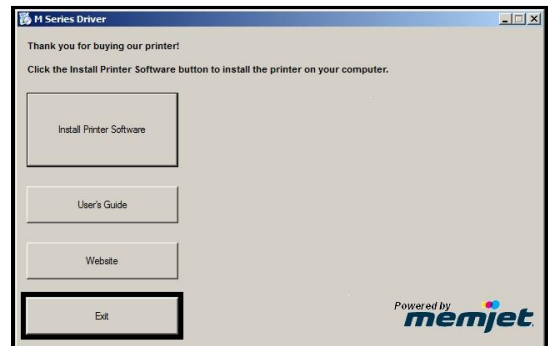 M Series Driver
Thank you for buying our printer!
Click the Install Printer Software button to install the printer on your computer.
Install Printer Software
User's Guide
Website
Exit
Powered by
memjet